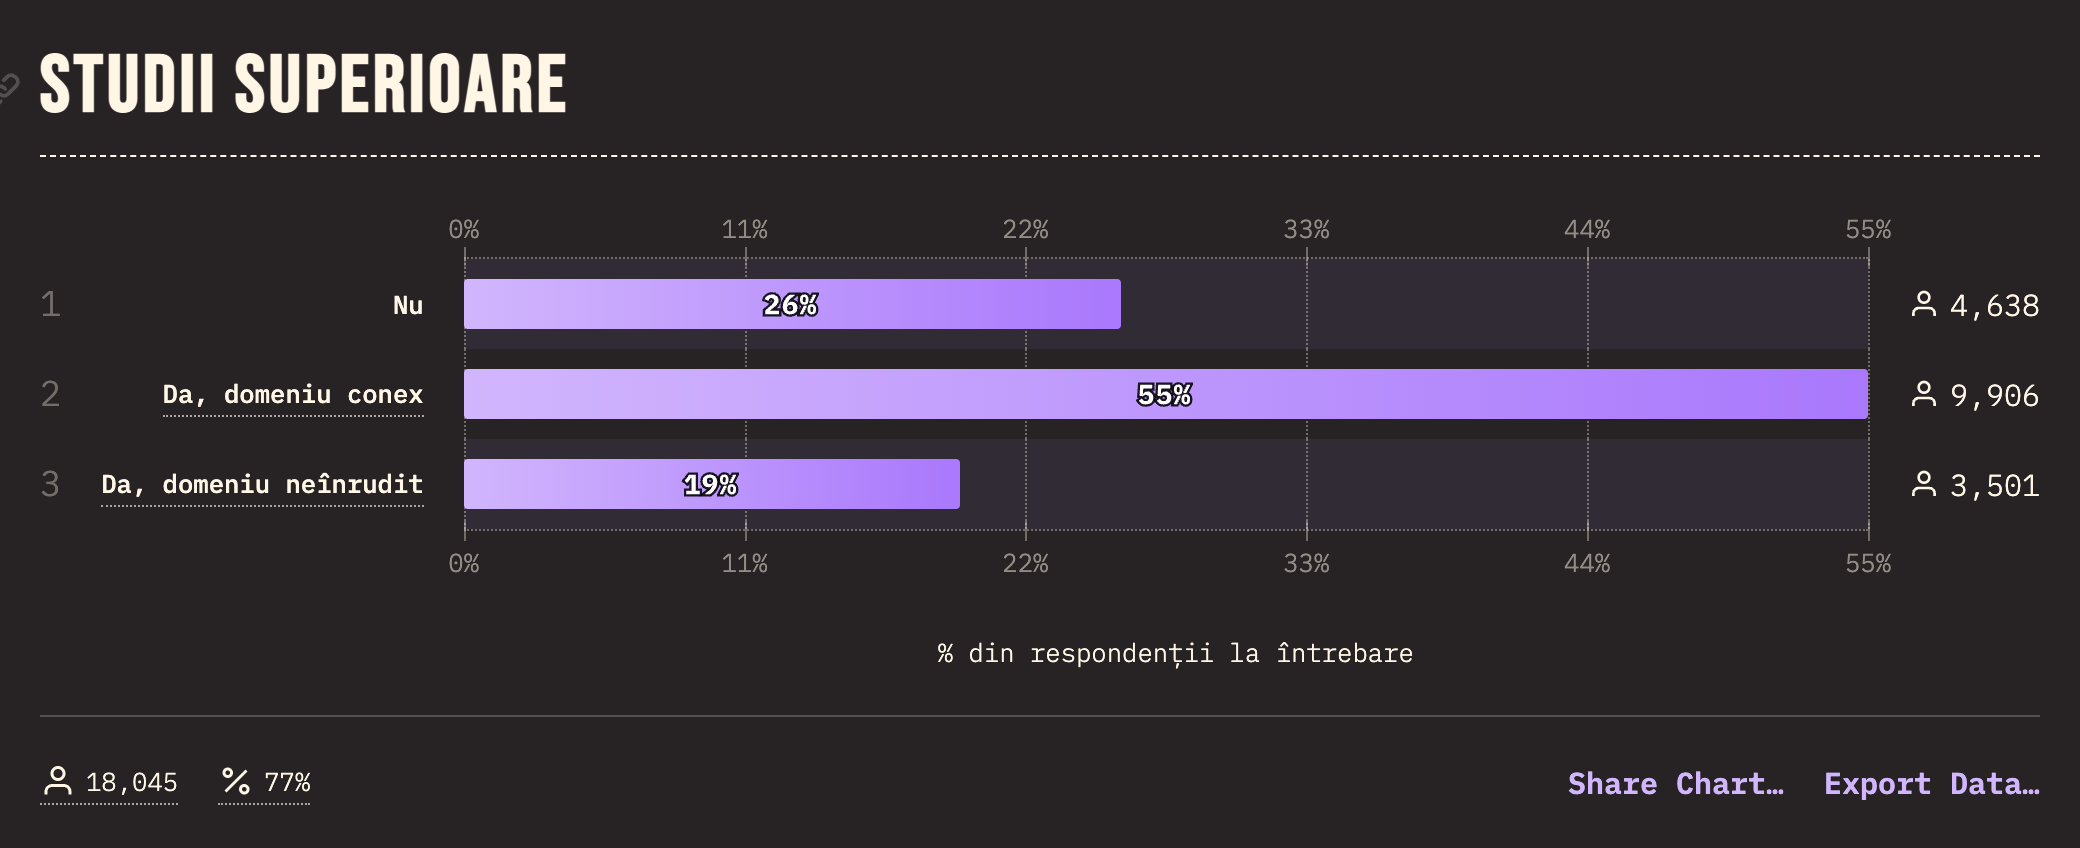 STUDII SUPERIOARE
0% 11% 22% 33% 44% 55%
1 Nu 26% 4,638
2 Da, domeniu conex 55% 9,906
3 Da, domeniu neînrudit 19% 3,501
0% 11% 22% 33% 44% 55%
% din respondenții la întrebare
18,045 77% Share Chart… Export Data…